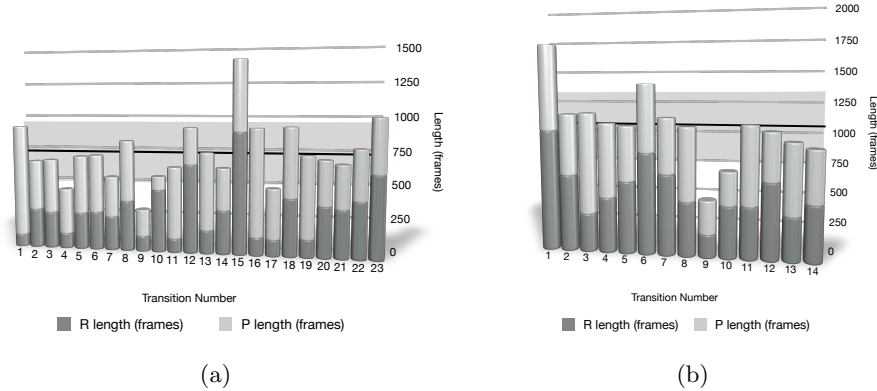 1500
1250
1000
750
500
250
0
Length (frames)
1 2 3 4 5 6 7 8 9 10 11 12 13 14 15 16 17 18 19 20 21 22 23
Transition Number
R length (frames) P length (frames)
(a)
2000
1750
1500
1250
1000
750
500
250
0
Length (frames)
1 2 3 4 5 6 7 8 9 10 11 12 13 14
Transition Number
R length (frames) P length (frames)
(b)